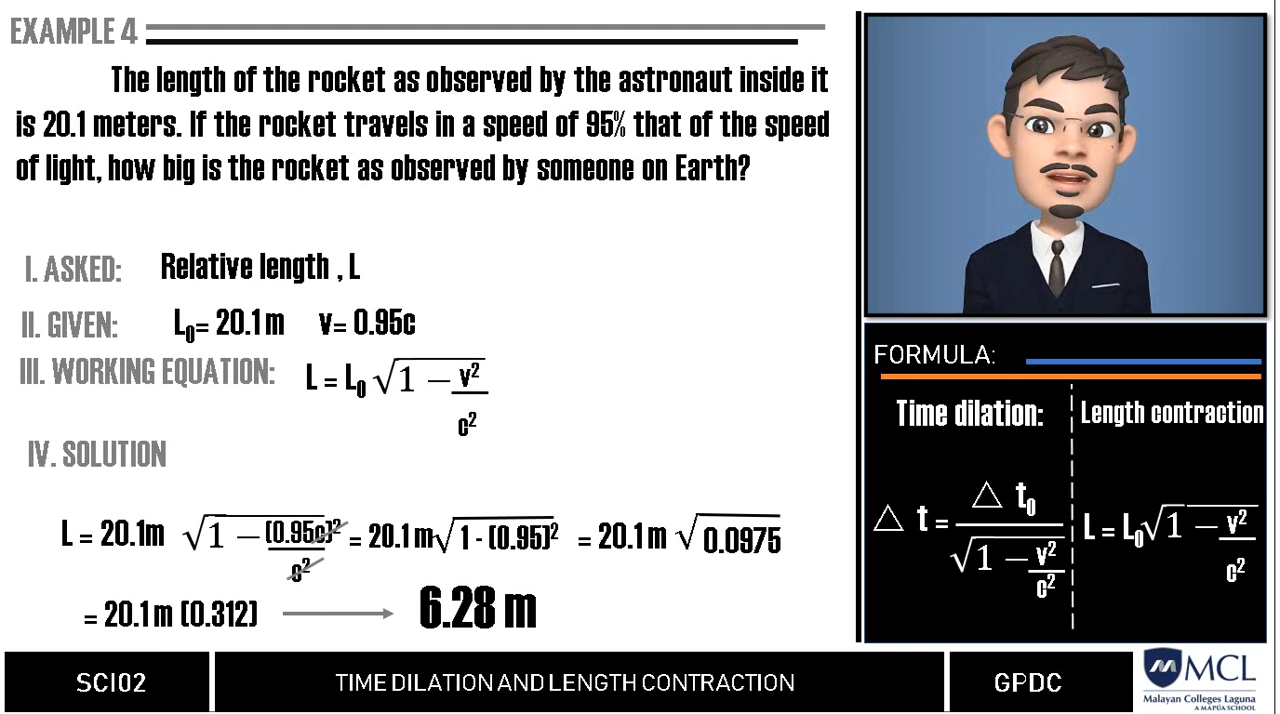 EXAMPLE 4
The length of the rocket as observed by the astronaut inside it
is 20.1 meters. If the rocket travels in a speed of 95% that of the speed
of light, how big is the rocket as observed by someone on Earth?
I. ASKED: Relative length , L
II. GIVEN: L₀= 20.1 m v= 0.95c
III. WORKING EQUATION: L = L₀ √1 − v²/c²
IV. SOLUTION
L = 20.1m √1 − (0.95c)²/c² = 20.1 m√1 - (0.95)² = 20.1 m √0.0975
= 20.1 m (0.312) → 6.28 m
FORMULA:
Time dilation:
△ t = △ t₀/√1 − v²/c²
Length contraction
L = L₀√1 − v²/c²
SCI02
TIME DILATION AND LENGTH CONTRACTION
GPDC
MCL
Malayan Colleges Laguna
A MAPÚA SCHOOL